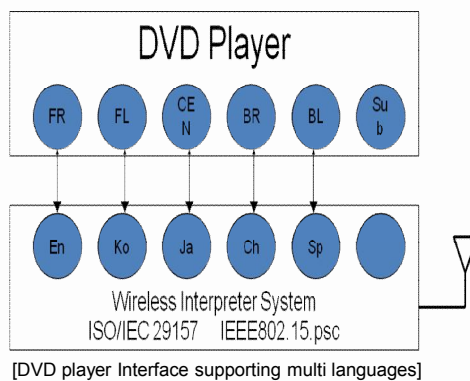 DVD Player
FR FL CE N BR BL Su b
En Ko Ja Ch Sp
Wireless Interpreter System
ISO/IEC 29157 IEEE802.15.psc
[DVD player Interface supporting multi languages]